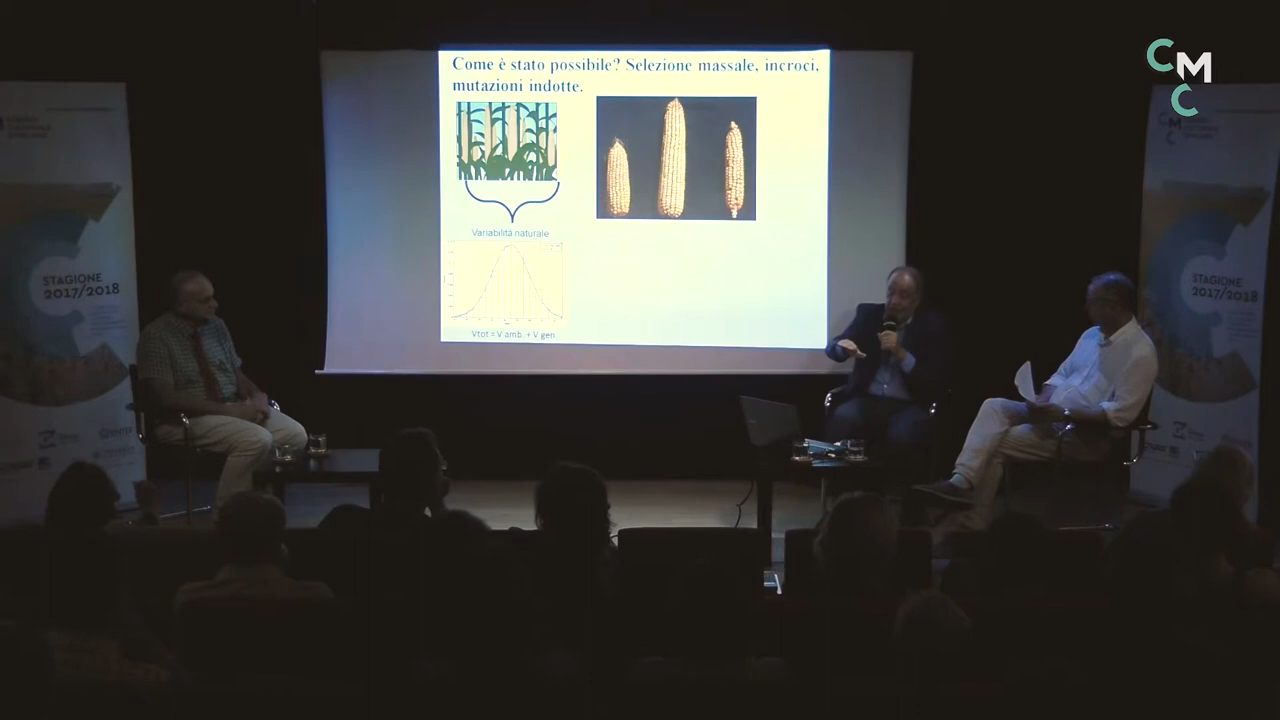 Come è stato possibile? Selezione massale, incroci,
mutazioni indotte.
Variabilità naturale
Vtot = V amb. + V gen
STAGIONE
2017/2018
STAGIONE
2017/2018
C
M
C